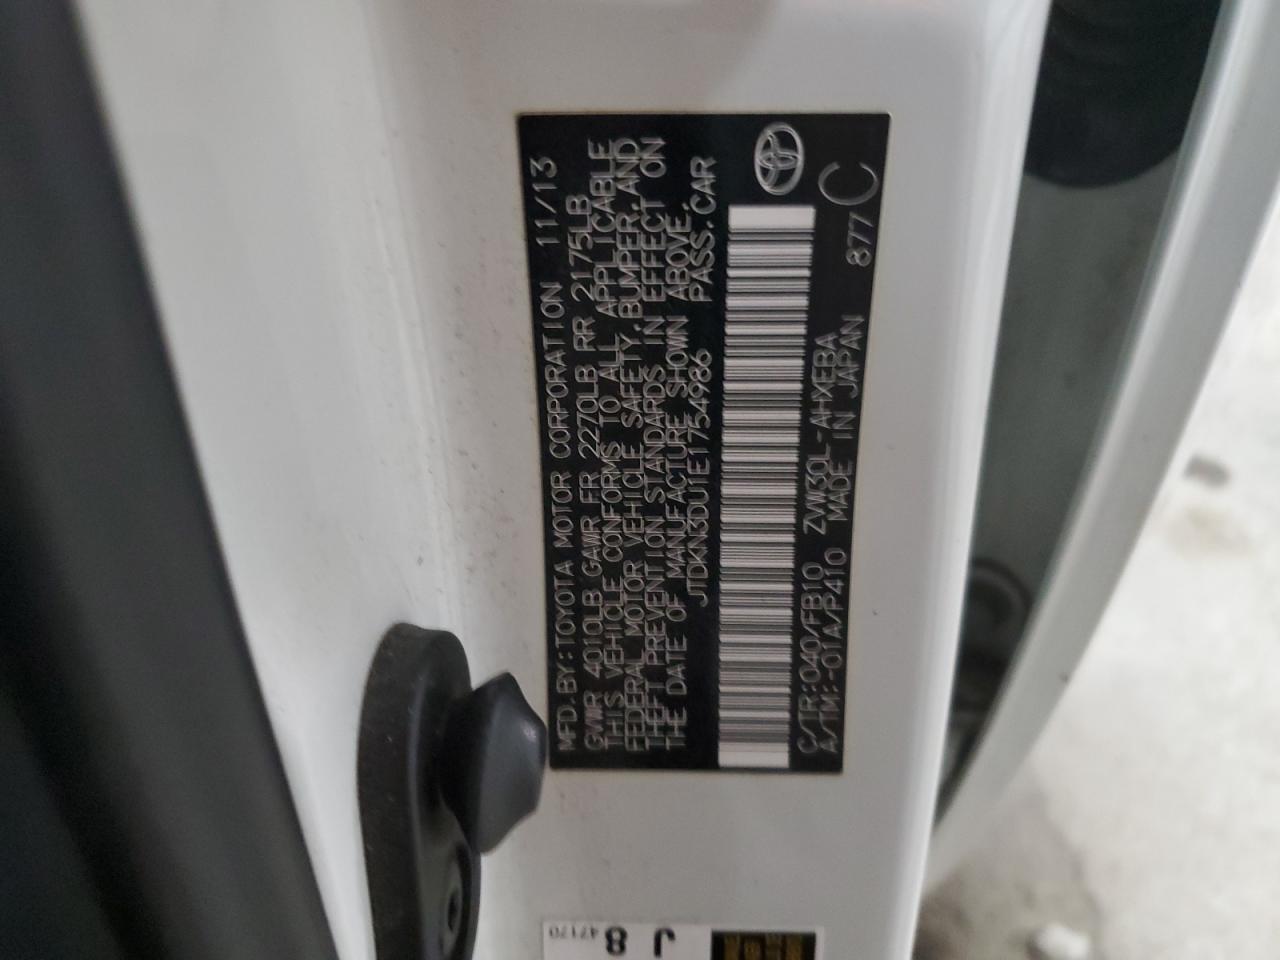 MFD.BY:TOYOTA MOTOR CORPORATION 11/13
GVWR 4010LB GAWR FR 2270LB RR 2175LB
THIS VEHICLE CONFORMS TO ALL APPLICABLE
FEDERAL MOTOR VEHICLE SAFETY,BUMPER,AND
THEFT PREVENTION STANDARDS IN EFFECT ON
THE DATE OF MANUFACTURE SHOWN ABOVE.
JTDKN3DU1E1754986 PASS.CAR
C/TR:040/FB10 ZVW30L-AHXEBA 877 C
A/TM:-01A/P410 MADE IN JAPAN
J 8
47170